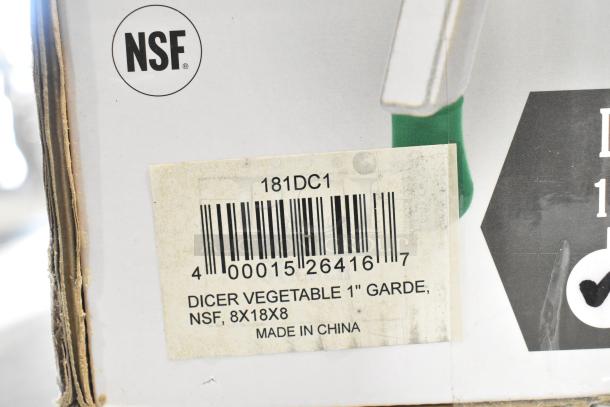 NSF®
181DC1
4 00015 26416 7
DICER VEGETABLE 1" GARDE,
NSF, 8X18X8
MADE IN CHINA